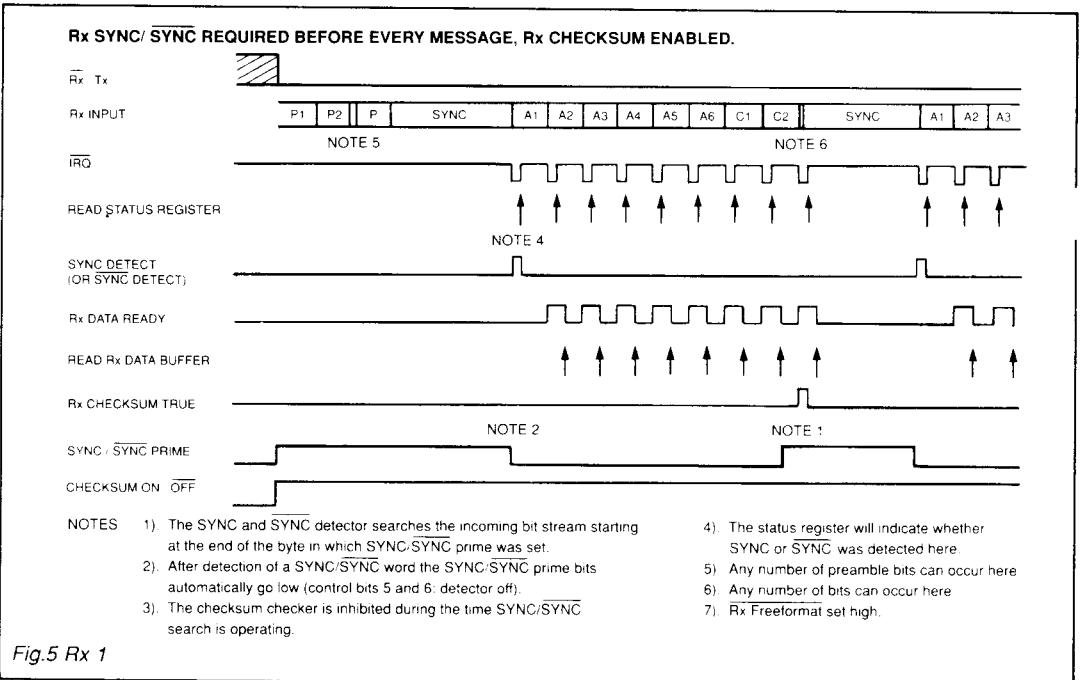 Rx SYNC/ SYNC REQUIRED BEFORE EVERY MESSAGE, Rx CHECKSUM ENABLED.
Rx Tx
Rx INPUT P1 P2 P SYNC A1 A2 A3 A4 A5 A6 C1 C2 SYNC A1 A2 A3
NOTE 5 NOTE 6
IRQ
READ STATUS REGISTER
NOTE 4
SYNC DETECT
(OR SYNC DETECT)
Rx DATA READY
READ Rx DATA BUFFER
Rx CHECKSUM TRUE
NOTE 2 NOTE 1
SYNC / SYNC PRIME
CHECKSUM ON OFF
NOTES 1). The SYNC and SYNC detector searches the incoming bit stream starting
at the end of the byte in which SYNC/SYNC prime was set.
2). After detection of a SYNC/SYNC word the SYNC/SYNC prime bits
automatically go low (control bits 5 and 6: detector off).
3). The checksum checker is inhibited during the time SYNC/SYNC
search is operating.
4). The status register will indicate whether
SYNC or SYNC was detected here.
5) Any number of preamble bits can occur here
6). Any number of bits can occur here
7). Rx Freeformat set high.
Fig.5 Rx 1